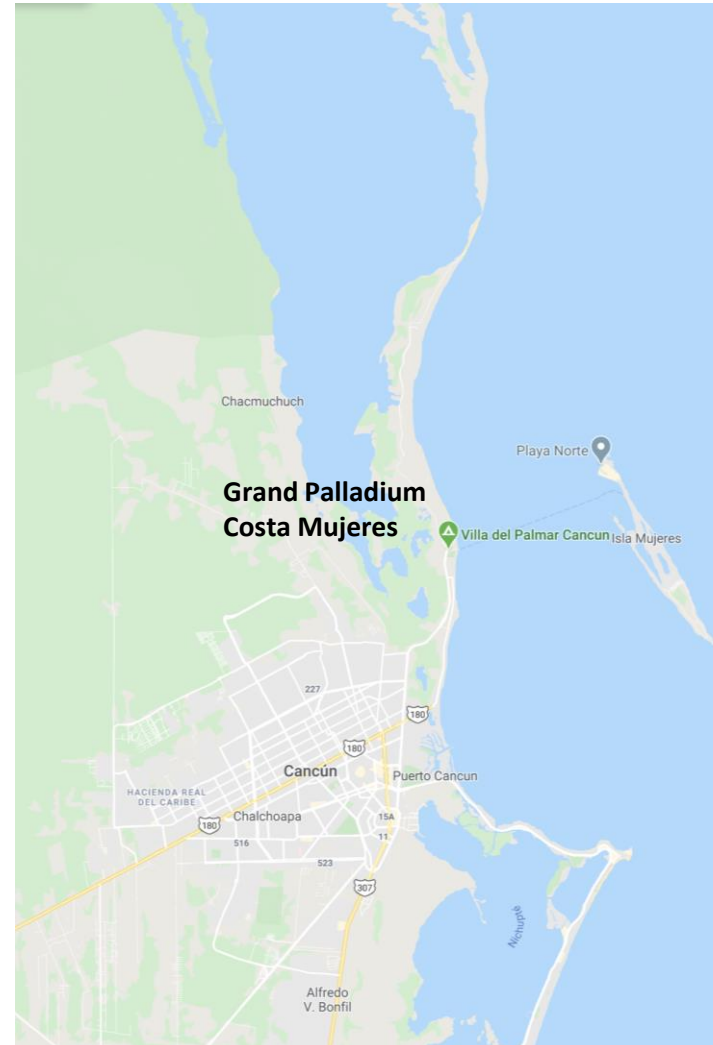 Chacmuchuch
Playa Norte
Grand Palladium
Costa Mujeres
Villa del Palmar Cancun
Isla Mujeres
227
180
180
Cancún
Puerto Cancun
HACIENDA REAL
DEL CARIBE
Chalchoapa
15A
180
11
516
523
307
Nichupté
Alfredo
V. Bonfil